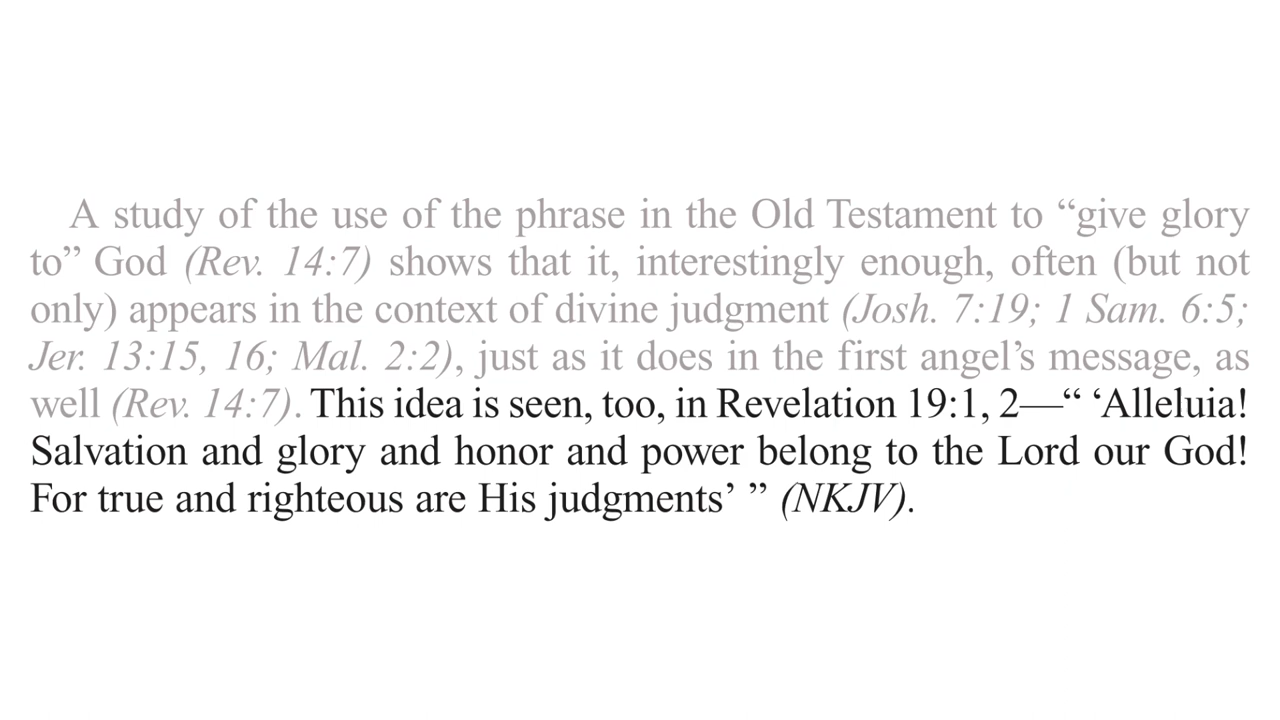 A study of the use of the phrase in the Old Testament to “give glory
to” God (Rev. 14:7) shows that it, interestingly enough, often (but not
only) appears in the context of divine judgment (Josh. 7:19; 1 Sam. 6:5;
Jer. 13:15, 16; Mal. 2:2), just as it does in the first angel’s message, as
well (Rev. 14:7). This idea is seen, too, in Revelation 19:1, 2—“ ‘Alleluia!
Salvation and glory and honor and power belong to the Lord our God!
For true and righteous are His judgments’ ” (NKJV).